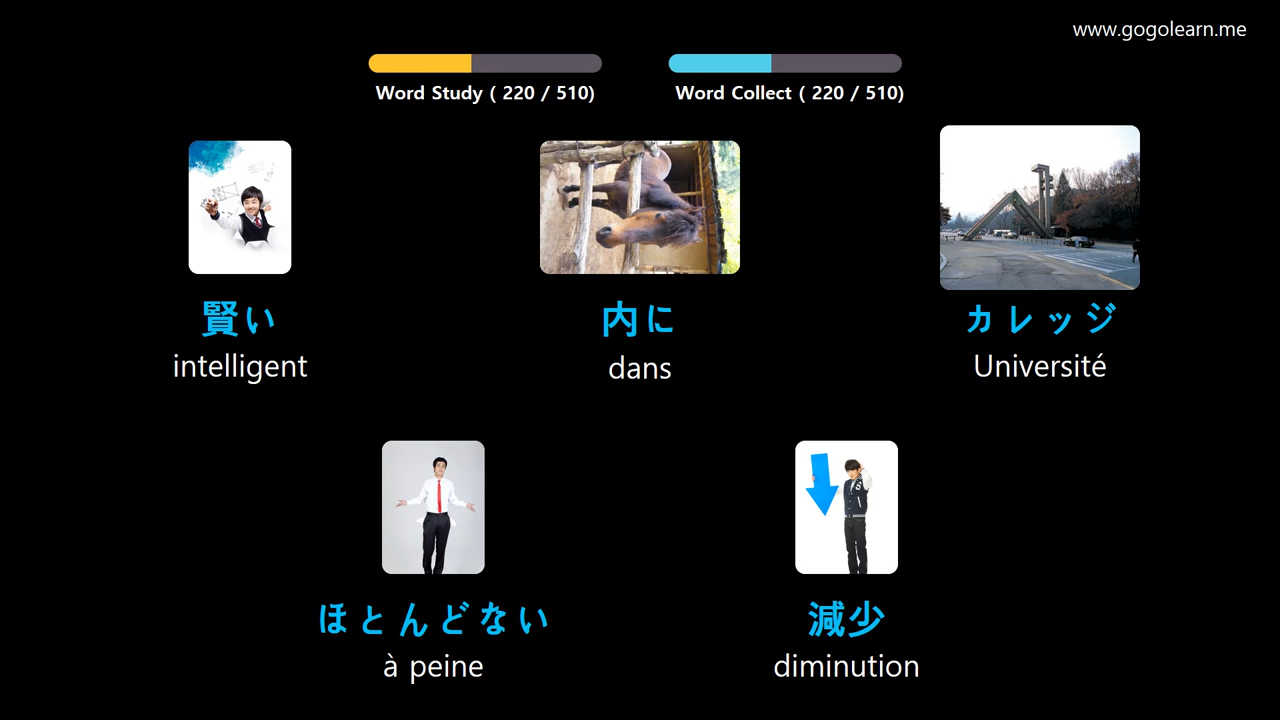 www.gogolearn.me
Word Study ( 220 / 510)
Word Collect ( 220 / 510)
賢い
intelligent
内に
dans
カレッジ
Université
ほとんどない
à peine
減少
diminution